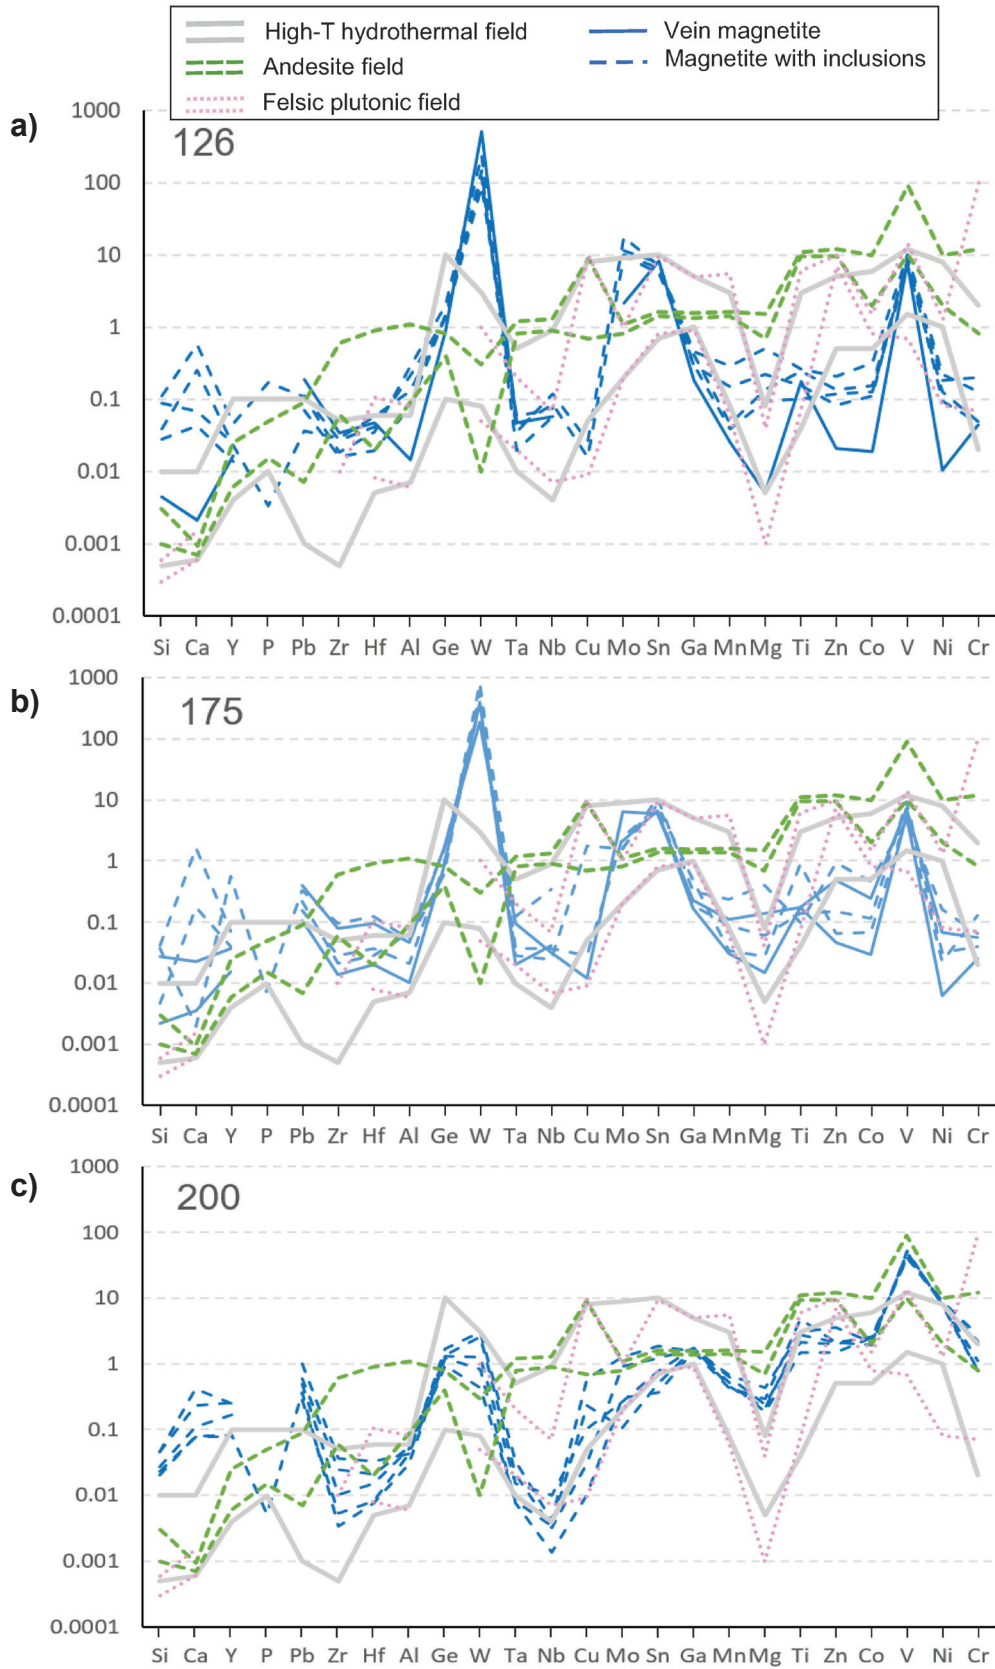 High-T hydrothermal field
Vein magnetite
Andesite field
Magnetite with inclusions
Felsic plutonic field
a)
126
1000
100
10
1
0.1
0.01
0.001
0.0001
Si Ca Y P Pb Zr Hf Al Ge W Ta Nb Cu Mo Sn Ga Mn Mg Ti Zn Co V Ni Cr
b)
175
1000
100
10
1
0.1
0.01
0.001
0.0001
Si Ca Y P Pb Zr Hf Al Ge W Ta Nb Cu Mo Sn Ga Mn Mg Ti Zn Co V Ni Cr
c)
200
1000
100
10
1
0.1
0.01
0.001
0.0001
Si Ca Y P Pb Zr Hf Al Ge W Ta Nb Cu Mo Sn Ga Mn Mg Ti Zn Co V Ni Cr